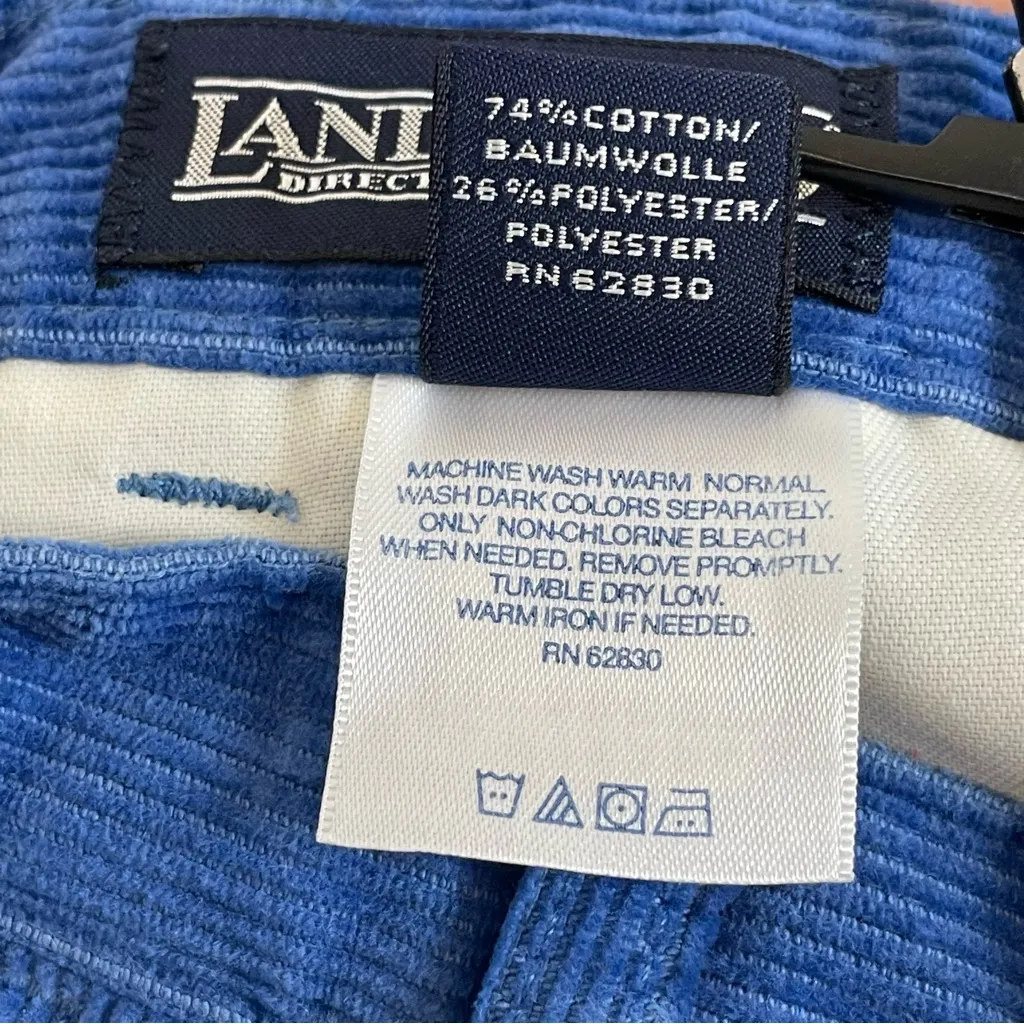 DIRECT
74% COTTON/
BAUMWOLLE
26% POLYESTER/
POLYESTER
RN 62830
MACHINE WASH WARM NORMAL.
WASH DARK COLORS SEPARATELY.
ONLY NON-CHLORINE BLEACH
WHEN NEEDED. REMOVE PROMPTLY.
TUMBLE DRY LOW.
WARM IRON IF NEEDED.
RN 62830